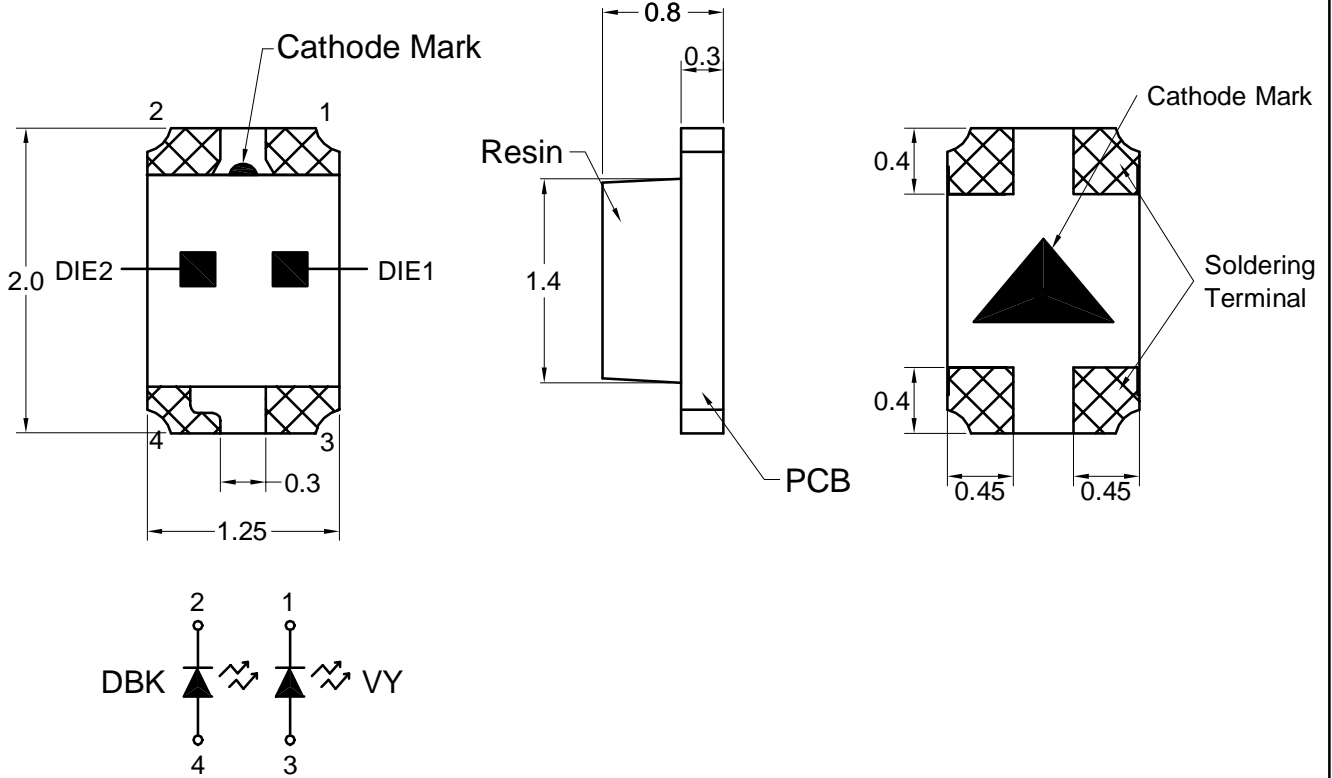 Cathode Mark
2
1
2.0
DIE2
DIE1
4
3
0.3
1.25
0.8
0.3
Resin
1.4
PCB
Cathode Mark
0.4
Soldering
Terminal
0.4
0.45
0.45
2
1
DBK
VY
4
3